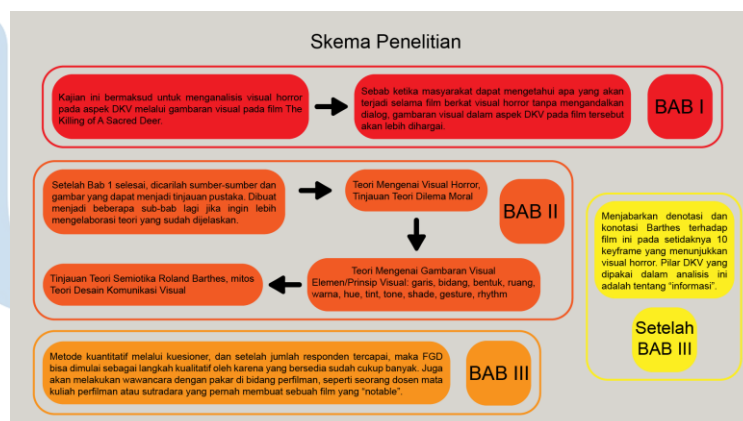 Skema Penelitian
Kajian ini bermaksud untuk menganalisis visual horror
pada aspek DKV melalui gambaran visual pada film The
Killing of A Sacred Deer.
Sebab ketika masyarakat dapat mengetahui apa yang akan
terjadi selama film berkat visual horror tanpa mengandalkan
dialog, gambaran visual dalam aspek DKV pada film tersebut
akan lebih dihargai.
BAB I
Setelah Bab 1 selesai, dicarilah sumber-sumber dan
gambar yang dapat menjadi tinjauan pustaka. Dibuat
menjadi beberapa sub-bab lagi jika ingin lebih
mengelaborasi teori yang sudah dijelaskan.
Teori Mengenai Visual Horror,
Tinjauan Teori Dilema Moral
BAB II
Teori Mengenai Gambaran Visual
Elemen/Prinsip Visual: garis, bidang, bentuk, ruang,
warna, hue, tint, tone, shade, gesture, rhythm
Tinjauan Teori Semiotika Roland Barthes, mitos
Teori Desain Komunikasi Visual
Metode kuantitatif melalui kuesioner, dan setelah jumlah responden tercapai, maka FGD
bisa dimulai sebagai langkah kualitatif oleh karena yang bersedia sudah cukup banyak. Juga
akan melakukan wawancara dengan pakar di bidang perfilman, seperti seorang dosen mata
kuliah perfilman atau sutradara yang pernah membuat sebuah film yang “notable”.
BAB III
Menjabarkan denotasi dan
konotasi Barthes terhadap
film ini pada setidaknya 10
keyframe yang menunjukkan
visual horror. Pilar DKV yang
dipakai dalam analisis ini
adalah tentang “informasi”.
Setelah
BAB III